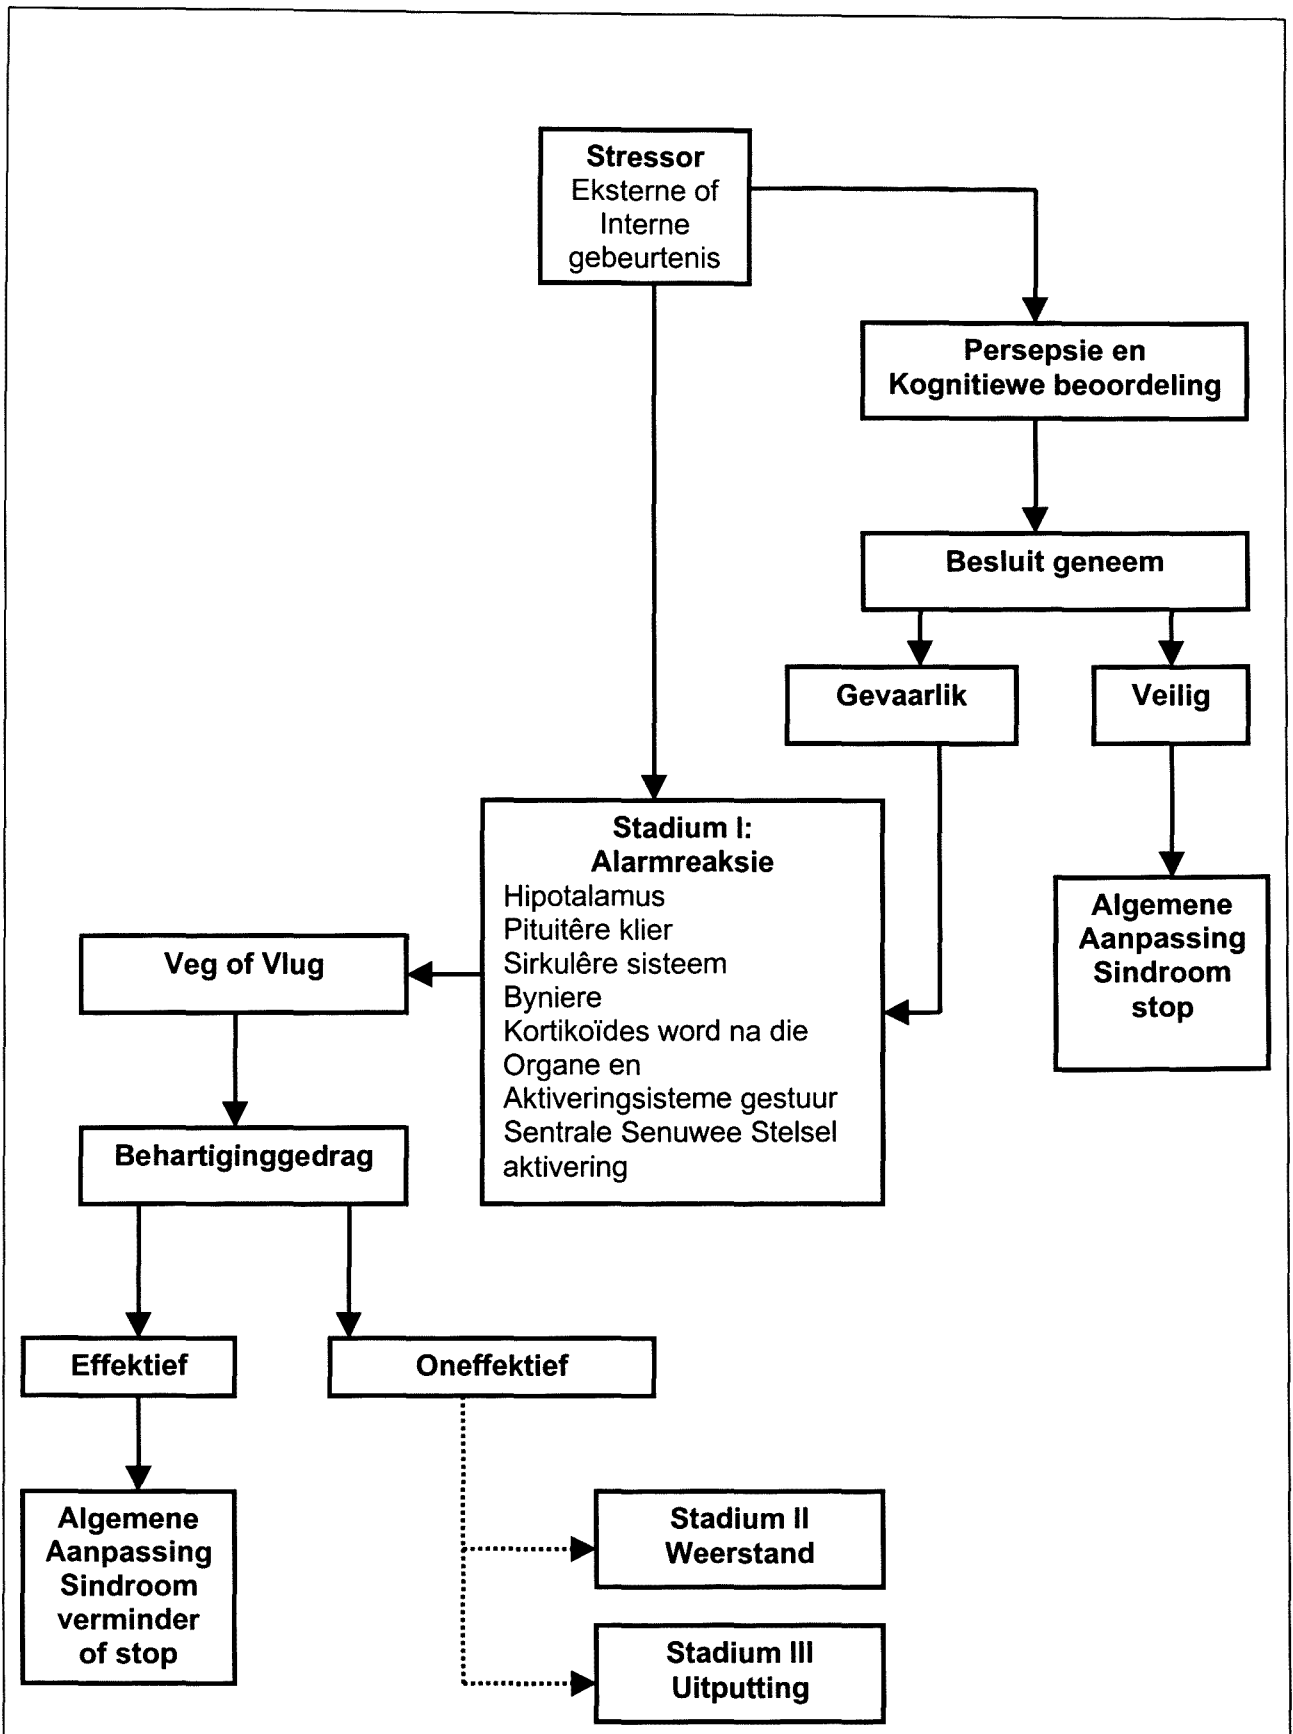 Stressor
Eksterne of
Interne
gebeurtenis
Persepsie en
Kognitiewe beoordeling
Besluit geneem
Gevaarlik
Veilig
Stadium I:
Alarmreaksie
Hipotalamus
Pituitêre klier
Sirkulêre sisteem
Byniere
Kortikoïdes word na die
Organe en
Aktiveringsisteme gestuur
Sentrale Senuwee Stelsel
aktivering
Algemene
Aanpassing
Sindroom
stop
Veg of Vlug
Behartiginggedrag
Effektief
Oneffektief
Algemene
Aanpassing
Sindroom
verminder
of stop
Stadium II
Weerstand
Stadium III
Uitputting